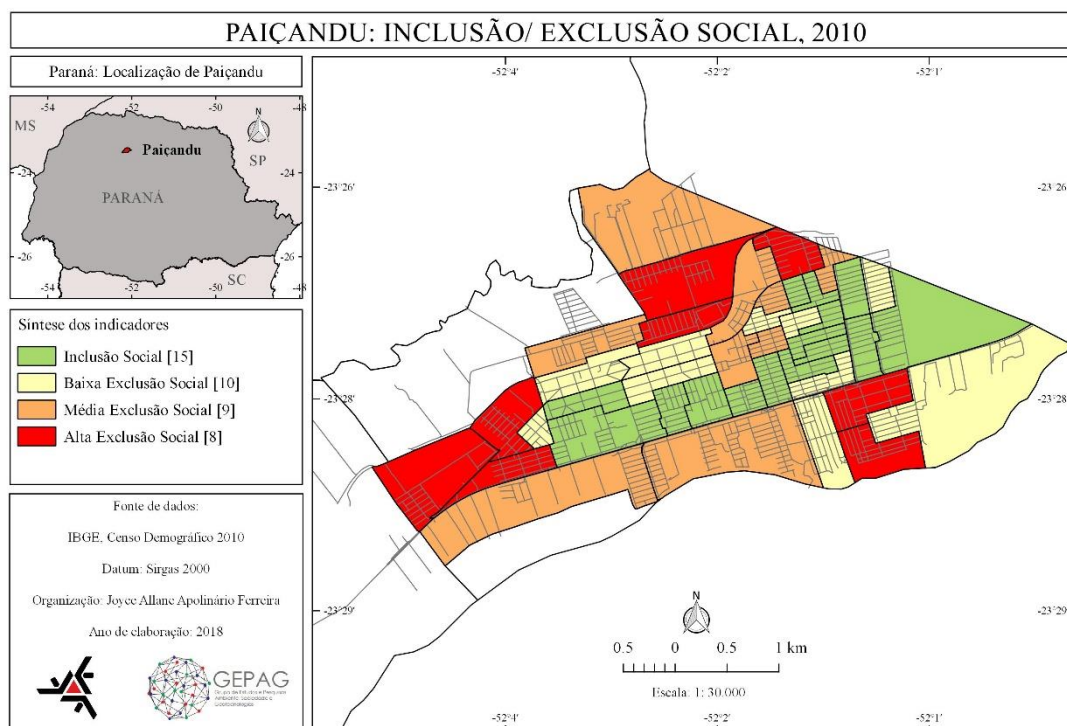 PAIÇANDU: INCLUSÃO/ EXCLUSÃO SOCIAL, 2010
Paraná: Localização de Paiçandu
-54
-52
-50
-48
MS
N
Paiçandu
SP
-24
-24
PARANÁ
-26
-26
SC
-54
-52
-50
-48
Síntese dos indicadores
Inclusão Social [15]
Baixa Exclusão Social [10]
Média Exclusão Social [9]
Alta Exclusão Social [8]
Fonte de dados:
IBGE, Censo Demográfico 2010
Datum: Sirgas 2000
Organização: Joyce Allane Apolinário Ferreira
Ano de elaboração: 2018
GEPAG
Grupo de Estudos e Pesquisa
-52°4'
-52°2'
-52°1'
-23°26'
-23°26'
-23°28'
-23°28'
-23°29'
-23°29'
N
0.5 0 0.5 1 km
Escala: 1: 30.000
-52°4'
-52°2'
-52°1'